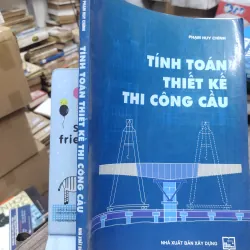 PHẠM HUY CHÍNH
TÍNH TOÁN
THIẾT KẾ
THI CÔNG CẦU
NHÀ XUẤT BẢN XÂY DỰNG
TÍNH TOÁN THIẾT KẾ THI CÔNG CẦU